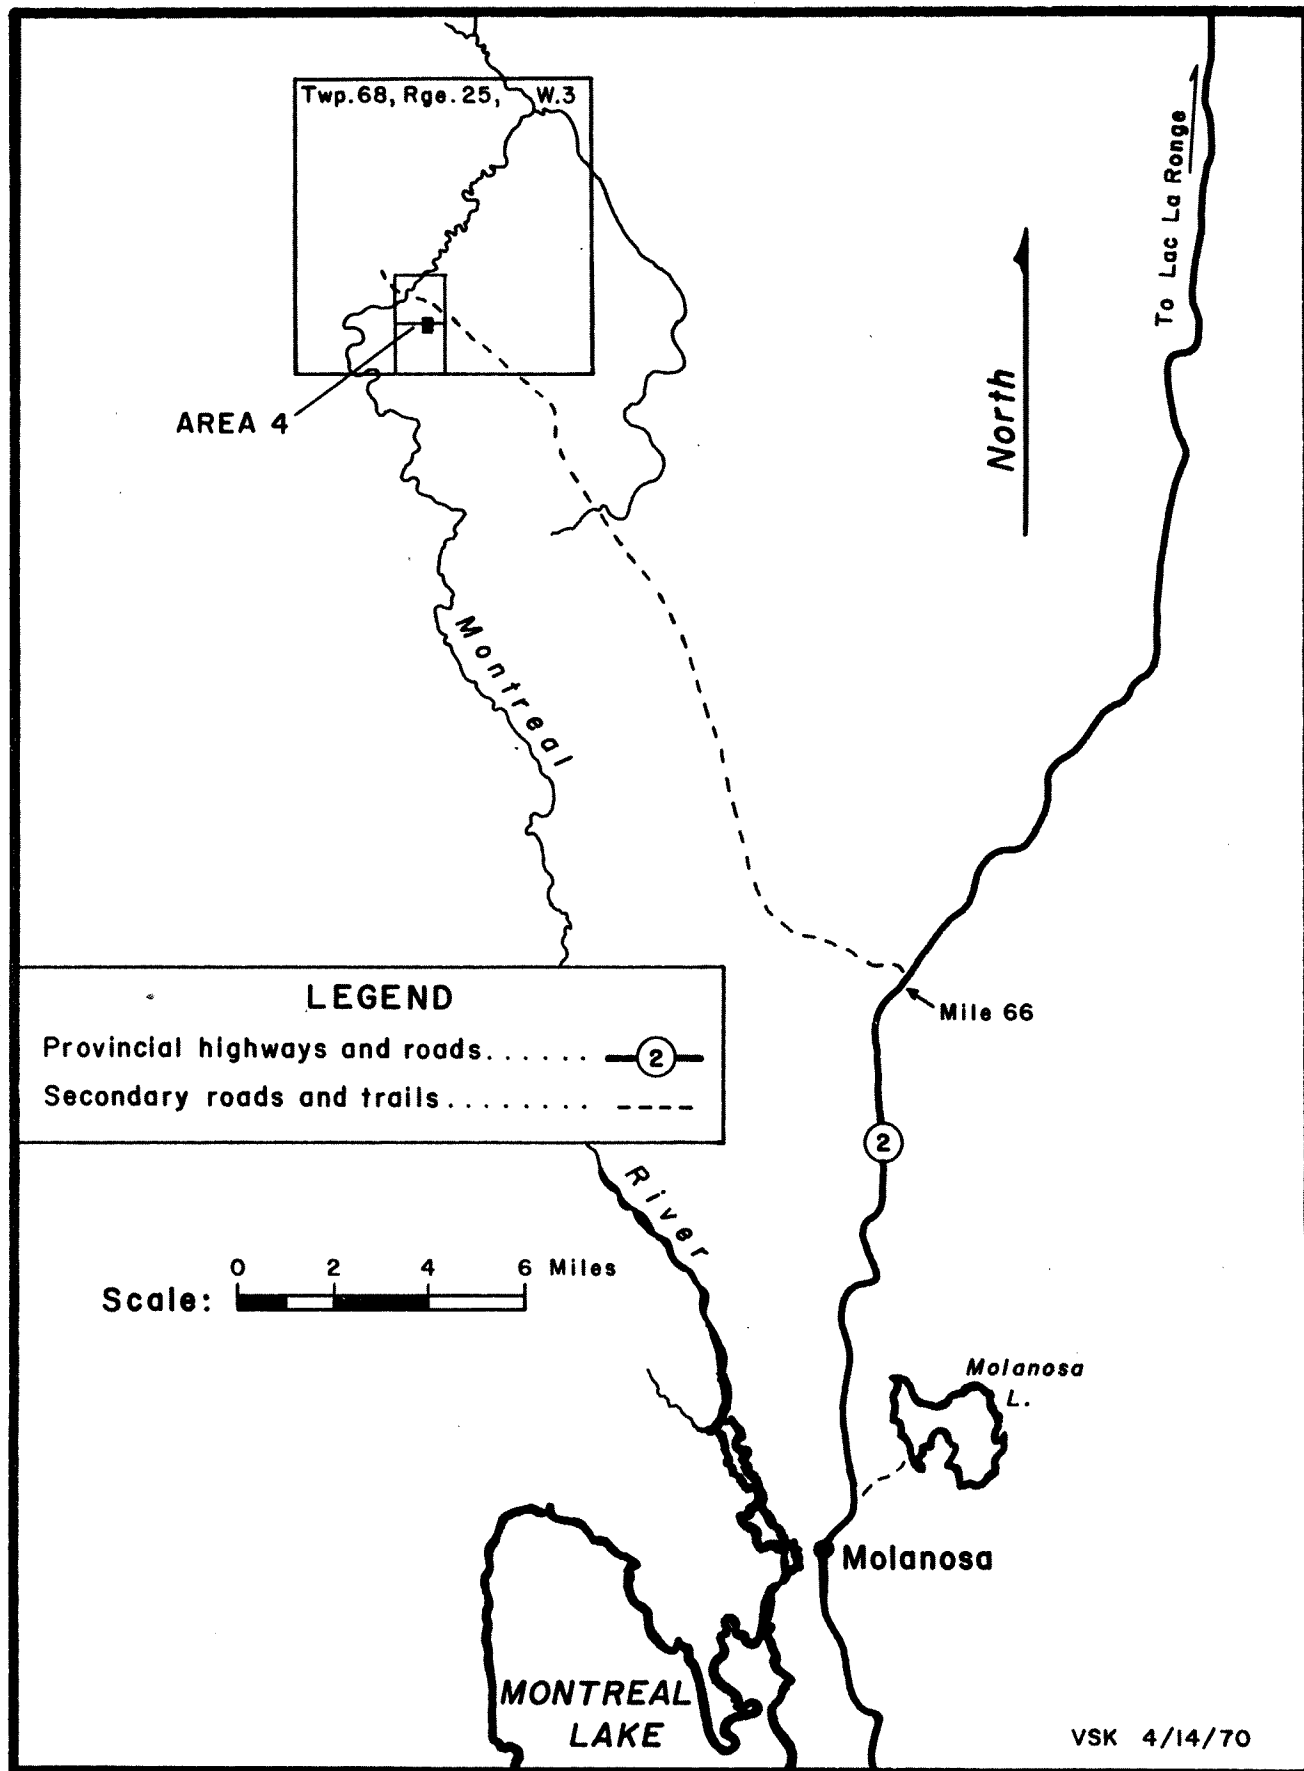 Twp. 68, Rge. 25, W. 3
To Lac La Ronge
North
AREA 4
Montreal
LEGEND
Provincial highways and roads...... 2
Secondary roads and trails........
Mile 66
2
River
0 2 4 6 Miles
Scale:
Molanosa
L.
Molanosa
MONTREAL
LAKE
VSK 4/14/70